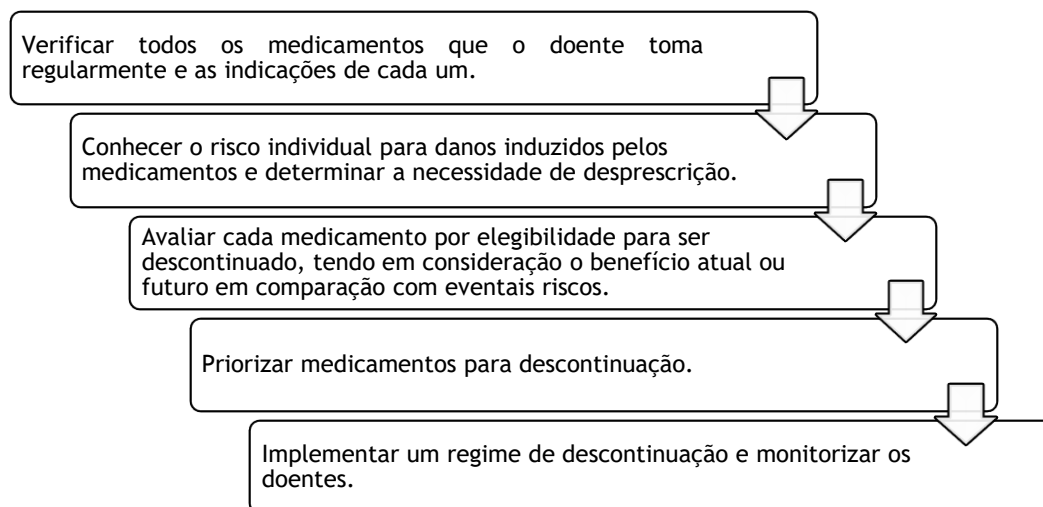 Verificar todos os medicamentos que o doente toma
regularmente e as indicações de cada um.
Conhecer o risco individual para danos induzidos pelos
medicamentos e determinar a necessidade de desprescrição.
Avaliar cada medicamento por elegibilidade para ser
descontinuado, tendo em consideração o benefício atual ou
futuro em comparação com eventais riscos.
Priorizar medicamentos para descontinuação.
Implementar um regime de descontinuação e monitorizar os
doentes.